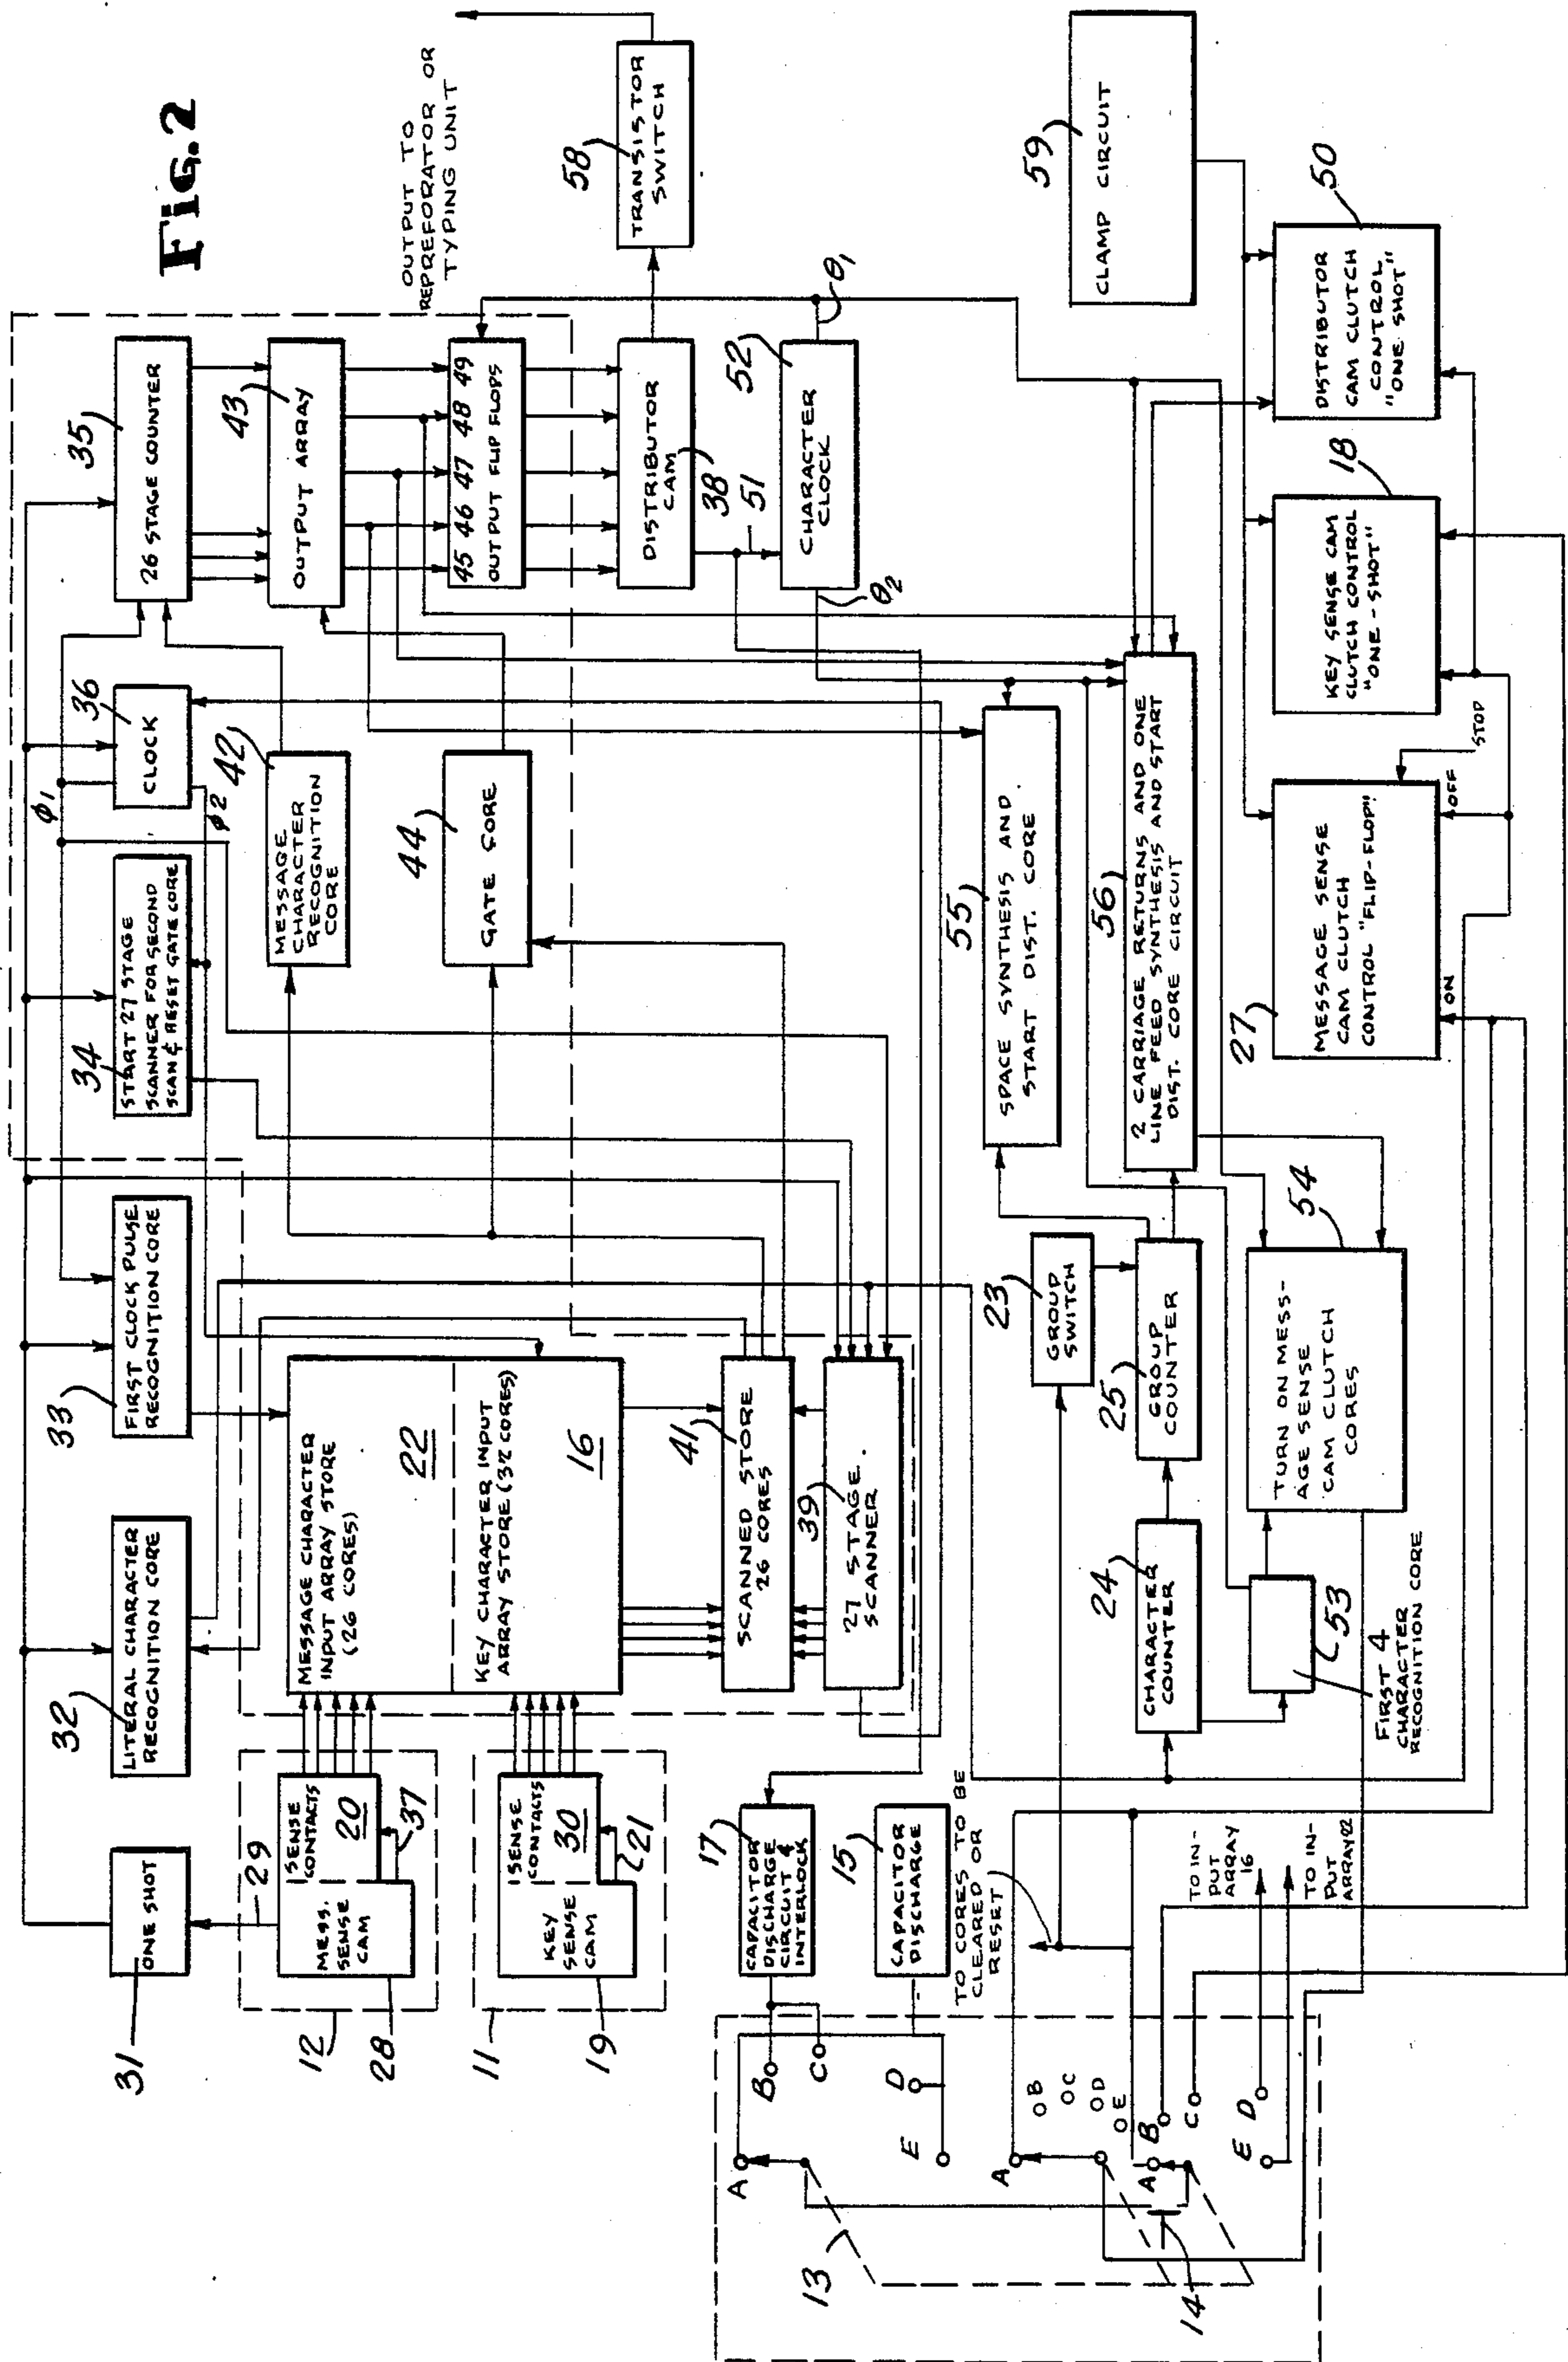 Fig. 2
31
ONE SHOT
29
32
LITERAL CHARACTER
RECOGNITION CORE
33
FIRST CLOCK PULSE
RECOGNITION CORE
34
START 27 STAGE
SCANNER FOR SECOND
SCAN & RESET GATE CORE
ϕ1
36
CLOCK
ϕ2
35
26 STAGE COUNTER
12
28
MESS.
SENSE
CAM
SENSE
CONTACTS
20
37
MESSAGE CHARACTER
INPUT ARRAY STORE
(26 CORES)
22
42
MESSAGE
CHARACTER
RECOGNITION
CORE
43
OUTPUT ARRAY
OUTPUT TO
REPREFORATOR OR
TYPING UNIT
11
19
KEY
SENSE
CAM
SENSE
CONTACTS
30
21
KEY CHARACTER INPUT
ARRAY STORE (32 CORES)
16
44
GATE CORE
45 46 47 48 49
OUTPUT FLIP FLOPS
17
CAPACITOR
DISCHARGE
CIRCUIT &
INTERLOCK
41
SCANNED STORE
26 CORES
38
DISTRIBUTOR
CAM
58
TRANSISTOR
SWITCH
15
CAPACITOR
DISCHARGE
39
27 STAGE
SCANNER
51
52
CHARACTER
CLOCK
θ1
θ2
TO CORES TO BE
CLEARED OR
RESET
23
GROUP
SWITCH
55
SPACE SYNTHESIS AND
START DIST. CORE
24
CHARACTER
COUNTER
25
GROUP
COUNTER
56
2 CARRIAGE RETURNS AND ONE
LINE FEED SYNTHESIS AND START
DIST. CORE CIRCUIT
59
CLAMP CIRCUIT
53
FIRST 4
CHARACTER
RECOGNITION CORE
54
TURN ON MESS-
AGE SENSE
CAM CLUTCH
CORES
27
MESSAGE SENSE
CAM CLUTCH
CONTROL "FLIP-FLOP"
ON
OFF
STOP
18
KEY SENSE CAM
CLUTCH CONTROL
"ONE-SHOT"
50
DISTRIBUTOR
CAM CLUTCH
CONTROL,
"ONE SHOT"
13
14
A
B
C
D
E
A
B
C
D
E
A
B
C
D
E
TO IN-
PUT
ARRAY
16
TO IN-
PUT
ARRAY 22